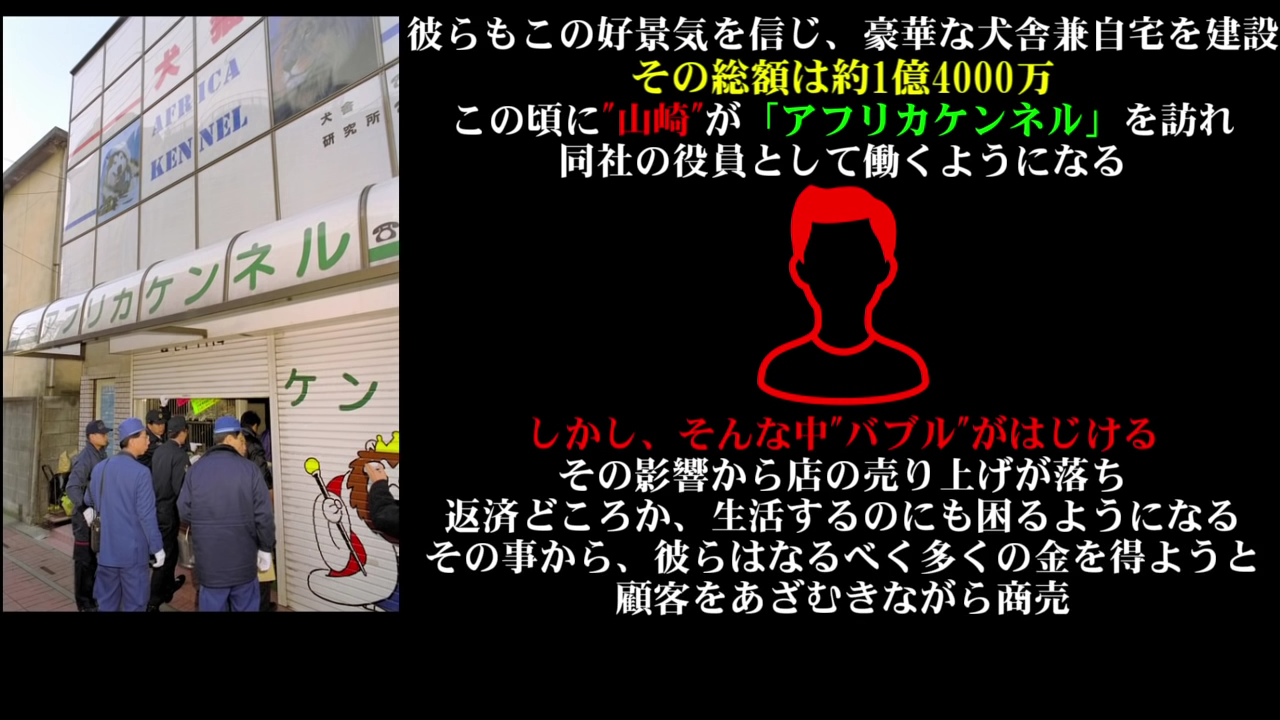 彼らもこの好景気を信じ、豪華な犬舎兼自宅を建設
その総額は約1億4000万
この頃に"山崎"が「アフリカケンネル」を訪れ
同社の役員として働くようになる
しかし、そんな中"バブル"がはじける
その影響から店の売り上げが落ち
返済どころか、生活するのにも困るようになる
その事から、彼らはなるべく多くの金を得ようと
顧客をあざむきながら商売
犬
AFRICA
KENNEL
犬舎
研究所
アフリカケンネル
ケン